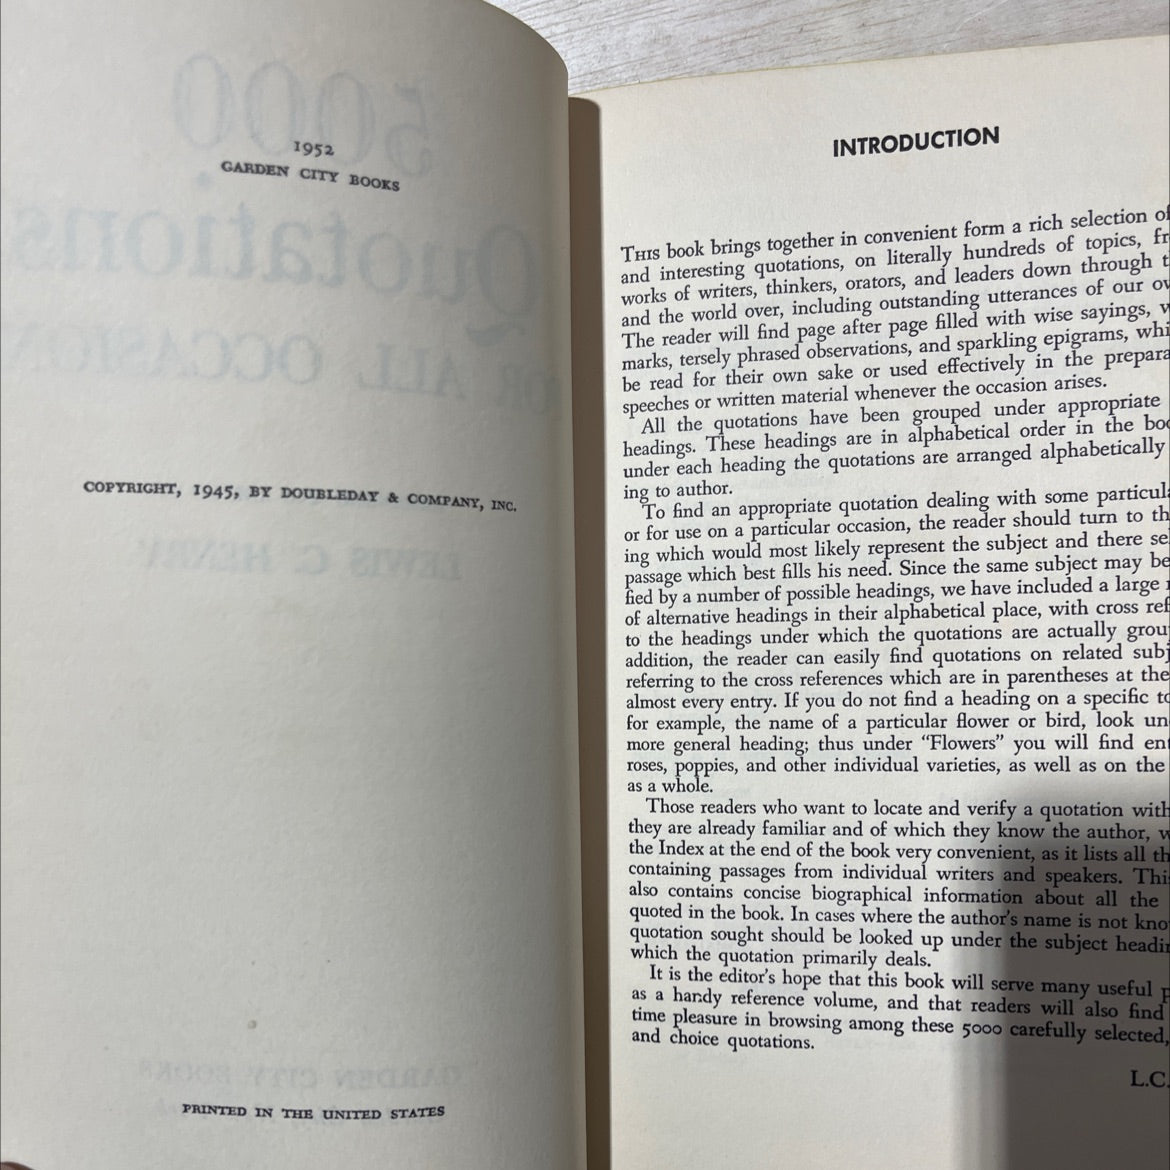 1952
GARDEN CITY BOOKS
COPYRIGHT, 1945, BY DOUBLEDAY & COMPANY, INC.
PRINTED IN THE UNITED STATES
INTRODUCTION
THIS book brings together in convenient form a rich selection of
and interesting quotations, on literally hundreds of topics,
works of writers, thinkers, orators, and leaders down through
and the world over, including outstanding utterances of our
The reader will find page after page filled with wise sayings,
marks, tersely phrased observations, and sparkling epigrams,
be read for their own sake or used effectively in the
speeches or written material whenever the occasion arises.
All the quotations have been grouped under appropriate
headings. These headings are in alphabetical order in the
under each heading the quotations are arranged alphabetically
ing to author.
To find an appropriate quotation dealing with some
or for use on a particular occasion, the reader should turn to
ing which would most likely represent the subject and there
passage which best fills his need. Since the same subject may be
fied by a number of possible headings, we have included a large
of alternative headings in their alphabetical place, with cross
to the headings under which the quotations are actually
addition, the reader can easily find quotations on related
referring to the cross references which are in parentheses at the
almost every entry. If you do not find a heading on a specific
for example, the name of a particular flower or bird, look
more general heading; thus under "Flowers" you will find
roses, poppies, and other individual varieties, as well as on the
as a whole.
Those readers who want to locate and verify a quotation with
they are already familiar and of which they know the author,
the Index at the end of the book very convenient, as it lists all
containing passages from individual writers and speakers.
also contains concise biographical information about all the
quoted in the book. In cases where the author's name is not
quotation sought should be looked up under the subject
which the quotation primarily deals.
It is the editor's hope that this book will serve many useful
as a handy reference volume, and that readers will also find
time pleasure in browsing among these 5000 carefully selected,
and choice quotations.
L.C.